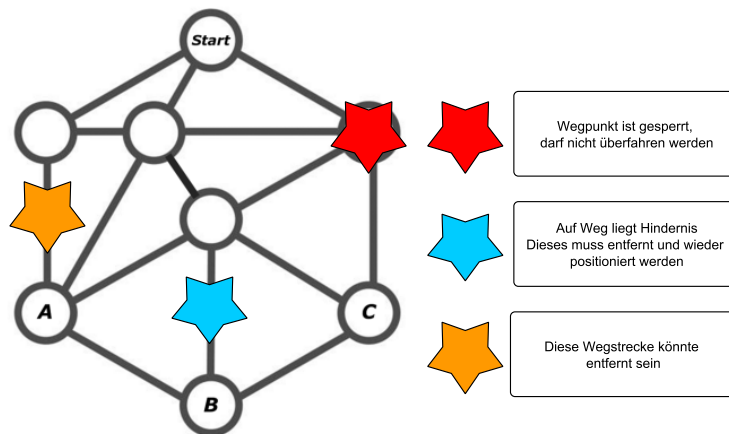 Start
A
B
C
Wegpunkt ist gesperrt,
darf nicht überfahren werden
Auf Weg liegt Hindernis
Dieses muss entfernt und wieder
positioniert werden
Diese Wegstrecke könnte
entfernt sein